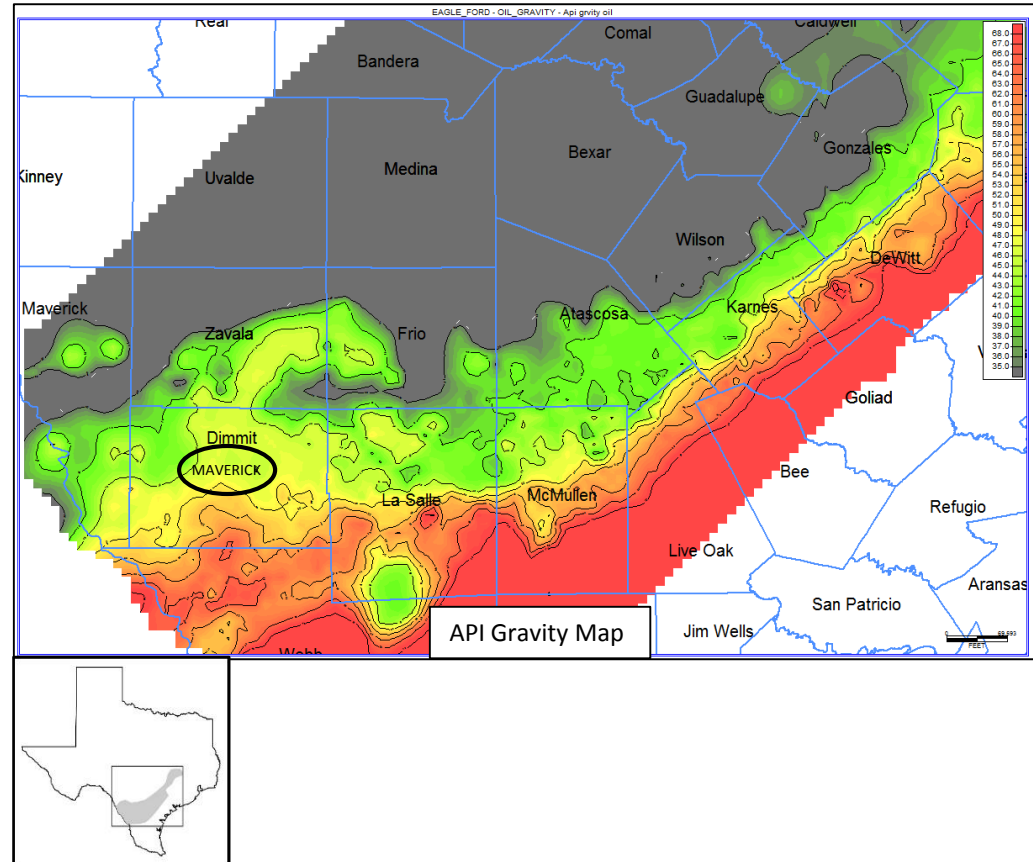 EAGLE_FORD - OIL_GRAVITY - Api grvity oil
Real
Comal
Caldwell
Bandera
Guadalupe
Kinney
Uvalde
Medina
Bexar
Gonzales
Wilson
DeWitt
Maverick
Zavala
Frio
Atascosa
Karnes
Goliad
Dimmit
MAVERICK
La Salle
McMullen
Bee
Refugio
Live Oak
Aransas
San Patricio
Jim Wells
Webb
API Gravity Map
68.0
67.0
66.0
65.0
64.0
63.0
62.0
61.0
60.0
59.0
58.0
57.0
56.0
55.0
54.0
53.0
52.0
51.0
50.0
49.0
48.0
47.0
46.0
45.0
44.0
43.0
42.0
41.0
40.0
39.0
38.0
37.0
36.0
35.0
0
FEET